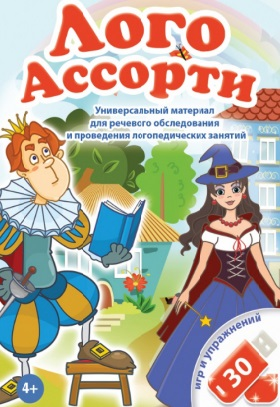 Лого
Ассорти
Универсальный материал
для речевого обследования
и проведения логопедических занятий
30
игр и упражнений
4+